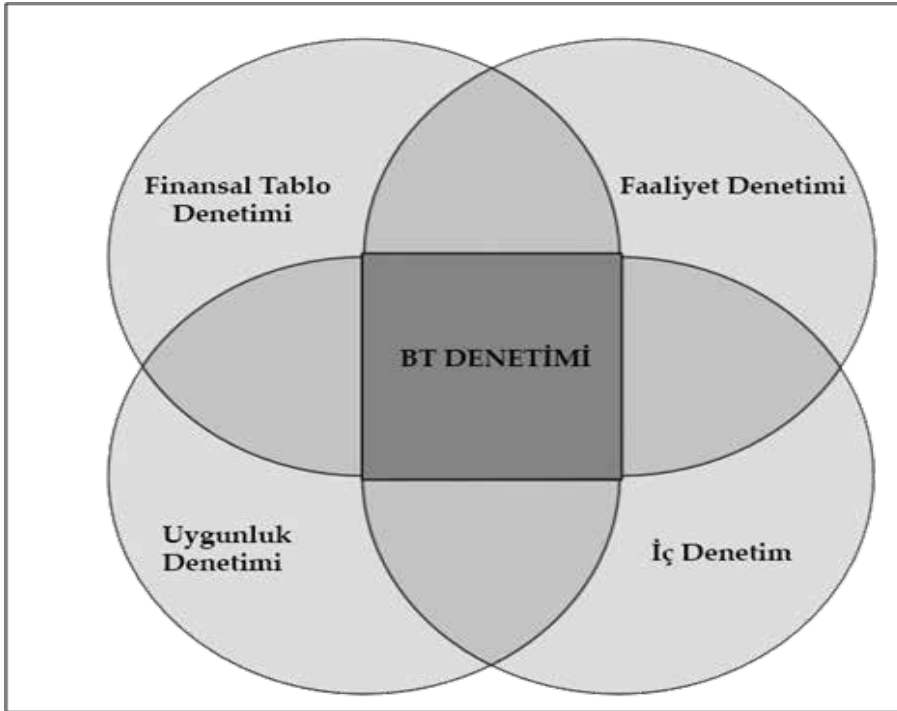 Finansal Tablo
Denetimi
Faaliyet Denetimi
BT DENETİMİ
Uygunluk
Denetimi
İç Denetim